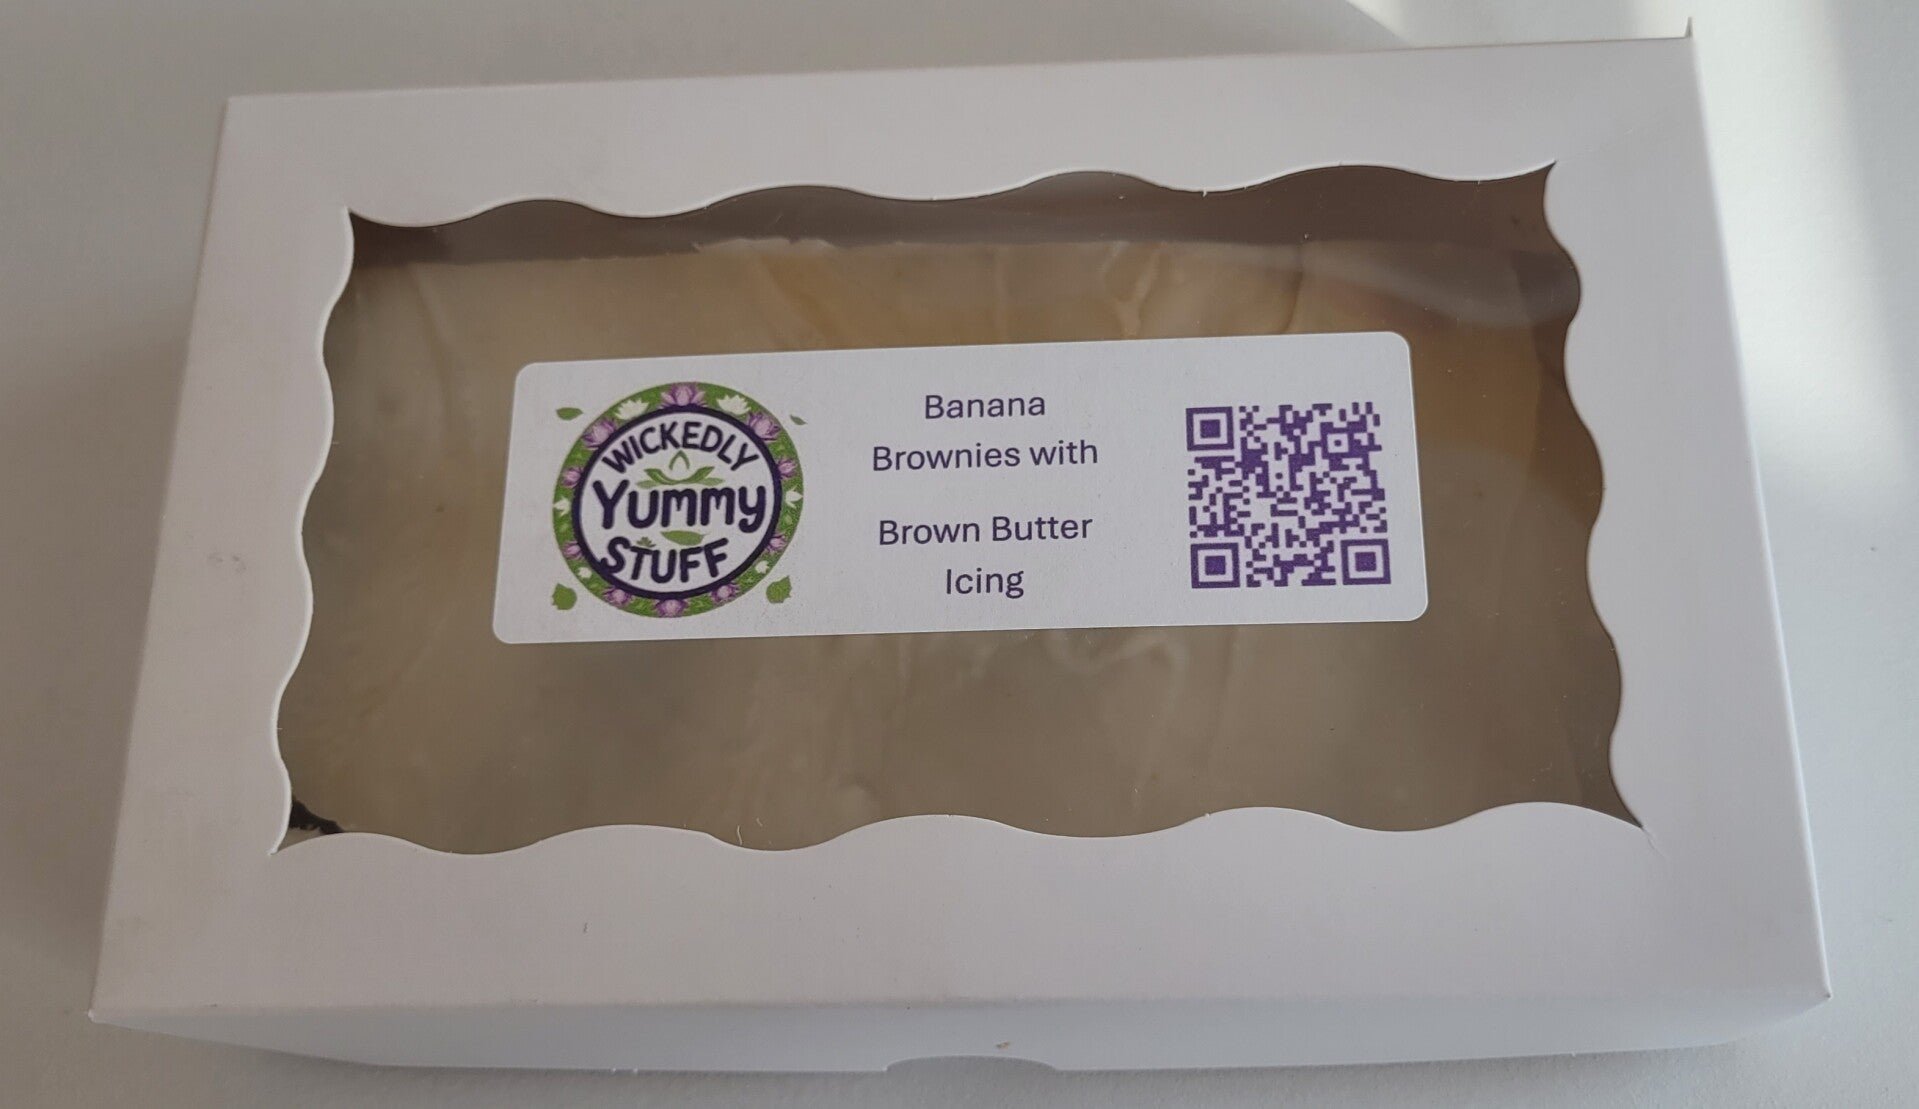 WICKEDLY
Yummy
STUFF
Banana
Brownies with
Brown Butter
Icing